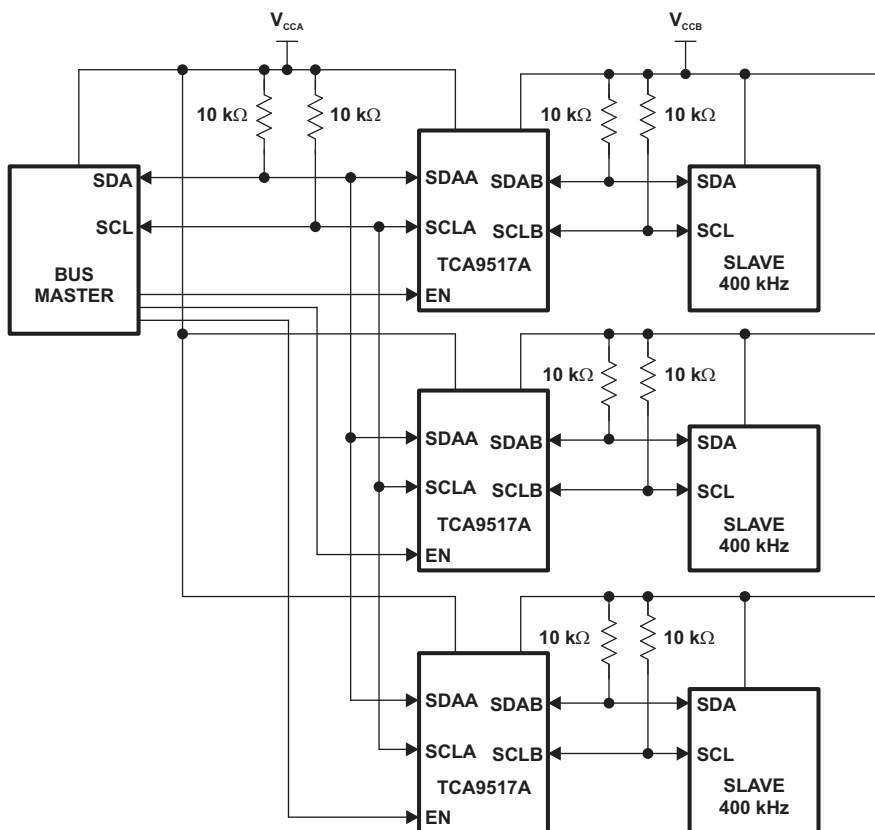 VCCA
VCCB
10 kΩ
10 kΩ
10 kΩ
10 kΩ
SDA
SCL
BUS
MASTER
SDAA
SCLA
TCA9517A
EN
SDAB
SCLB
SDA
SCL
SLAVE
400 kHz
10 kΩ
10 kΩ
SDAA
SCLA
TCA9517A
EN
SDAB
SCLB
SDA
SCL
SLAVE
400 kHz
10 kΩ
10 kΩ
SDAA
SCLA
TCA9517A
EN
SDAB
SCLB
SDA
SCL
SLAVE
400 kHz